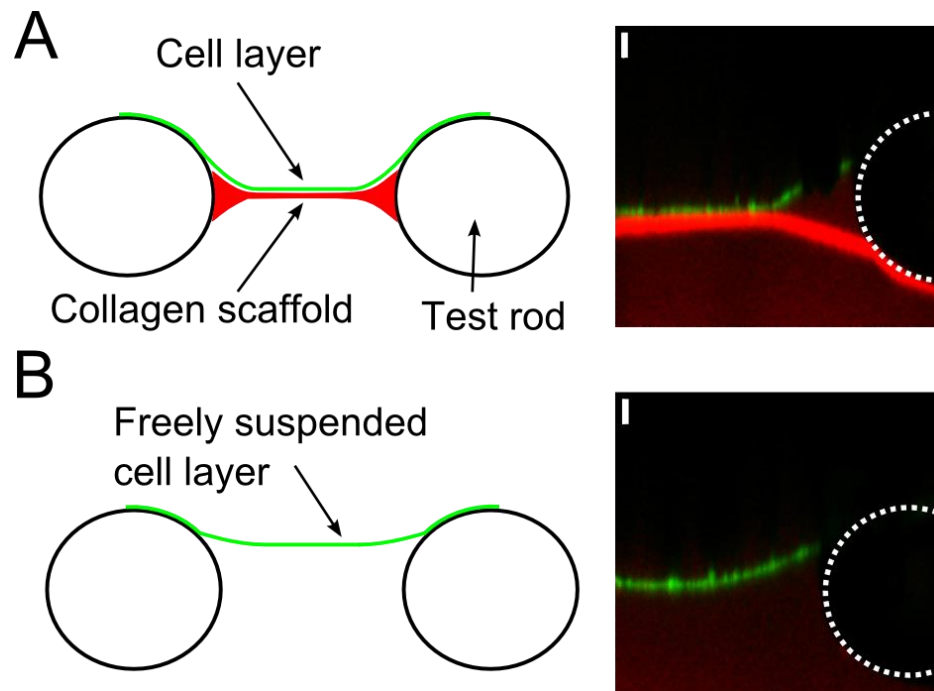 A
Cell layer
Collagen scaffold
Test rod
B
Freely suspended
cell layer